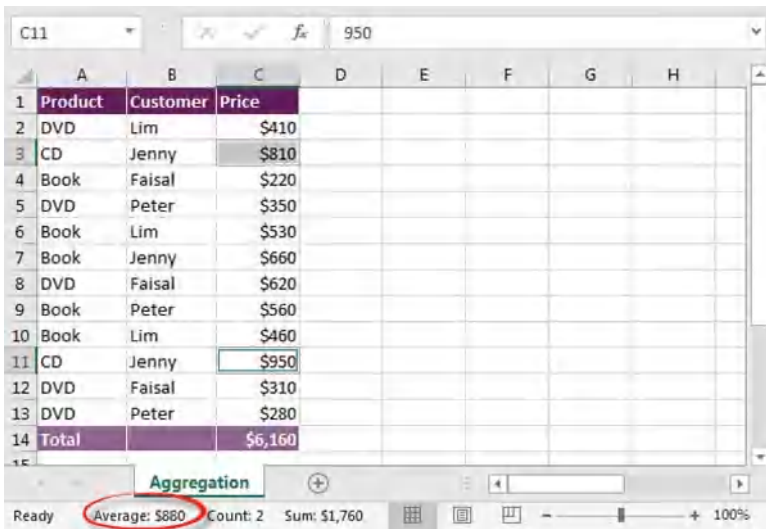 C11 fx 950
A B C D E F G H
1 Product Customer Price
2 DVD Lim $410
3 CD Jenny $810
4 Book Faisal $220
5 DVD Peter $350
6 Book Lim $530
7 Book Jenny $660
8 DVD Faisal $620
9 Book Peter $560
10 Book Lim $460
11 CD Jenny $950
12 DVD Faisal $310
13 DVD Peter $280
14 Total $6,160
15
Aggregation
Ready Average: $880 Count: 2 Sum: $1,760 100%